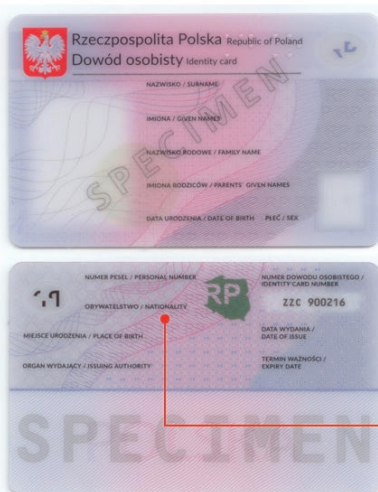 Rzeczpospolita Polska Republic of Poland
Dowód osobisty Identity card
NAZWISKO / SURNAME
IMIONA / GIVEN NAMES
NAZWISKO RODOWE / FAMILY NAME
IMIONA RODZICÓW / PARENTS' GIVEN NAMES
DATA URODZENIA / DATE OF BIRTH PŁEĆ / SEX
SPECIMEN
NUMER PESEL / PERSONAL NUMBER
OBYWATELSTWO / NATIONALITY
RP
NUMER DOWODU OSOBISTEGO /
IDENTITY CARD NUMBER
ZZC 900216
MIEJSCE URODZENIA / PLACE OF BIRTH
DATA WYDANIA /
DATE OF ISSUE
ORGAN WYDAJĄCY / ISSUING AUTHORITY
TERMIN WAŻNOŚCI /
EXPIRY DATE
SPECIMEN